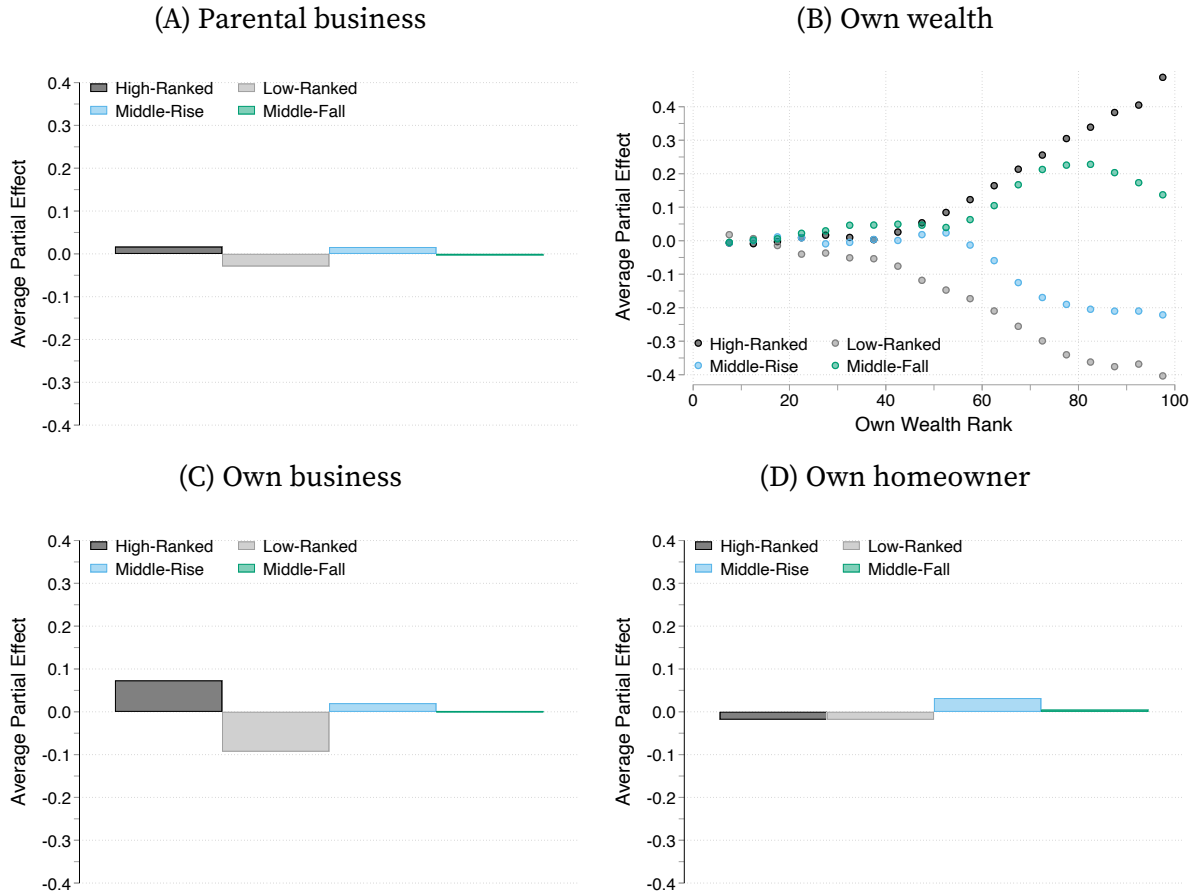 (A) Parental business
High-Ranked
Low-Ranked
Middle-Rise
Middle-Fall
Average Partial Effect
0.4
0.3
0.2
0.1
0.0
-0.1
-0.2
-0.3
-0.4
(B) Own wealth
Average Partial Effect
0.4
0.3
0.2
0.1
0.0
-0.1
-0.2
-0.3
-0.4
High-Ranked
Low-Ranked
Middle-Rise
Middle-Fall
0 20 40 60 80 100
Own Wealth Rank
(C) Own business
High-Ranked
Low-Ranked
Middle-Rise
Middle-Fall
Average Partial Effect
0.4
0.3
0.2
0.1
0.0
-0.1
-0.2
-0.3
-0.4
(D) Own homeowner
High-Ranked
Low-Ranked
Middle-Rise
Middle-Fall
Average Partial Effect
0.4
0.3
0.2
0.1
0.0
-0.1
-0.2
-0.3
-0.4